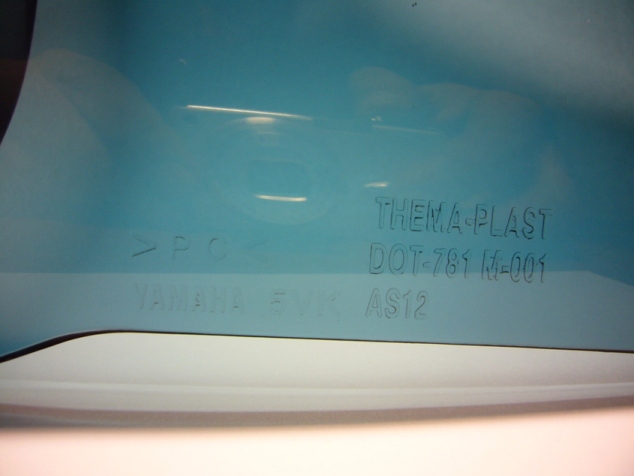 >PC<
YAMAHA 5VK
THEMA-PLAST
DOT-781 M-001
AS12